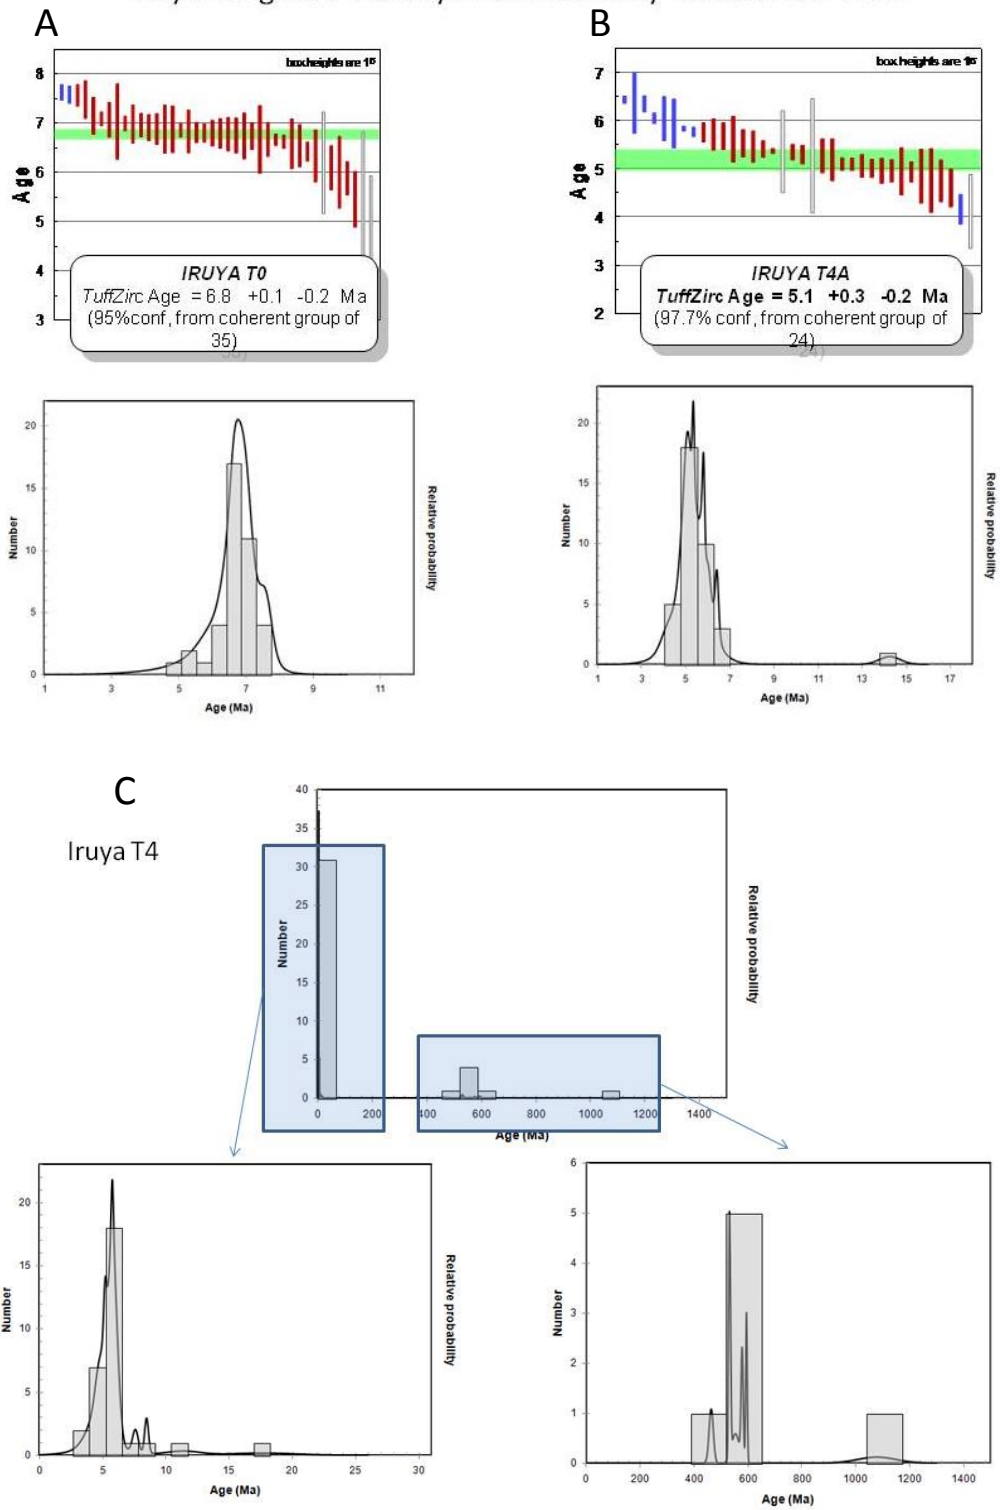 A
B
box heights are 1σ
8
7
6
5
4
3
Age
IRUYA T0
TuffZirc Age = 6.8 +0.1 -0.2 Ma
(95%conf, from coherent group of
35)
box heights are 1σ
7
6
5
4
3
2
Age
IRUYA T4A
TuffZirc Age = 5.1 +0.3 -0.2 Ma
(97.7% conf, from coherent group of
24)
20
15
10
5
0
Number
Relative probability
1 3 5 7 9 11
Age (Ma)
20
15
10
5
0
Number
Relative probability
1 3 5 7 9 11 13 15 17
Age (Ma)
C
Iruya T4
40
35
30
25
20
15
10
5
0
Number
Relative probability
0 200 400 600 800 1000 1200 1400
Age (Ma)
20
15
10
5
0
Number
Relative probability
0 5 10 15 20 25 30
Age (Ma)
6
5
4
3
2
1
0
Number
0 200 400 600 800 1000 1200 1400
Age (Ma)